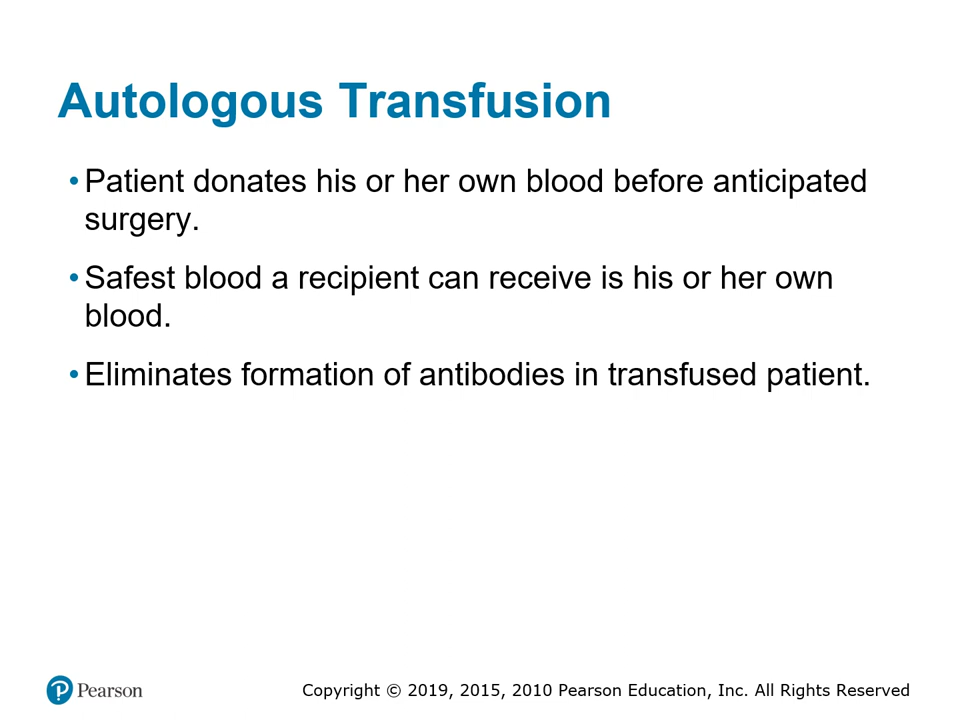 Autologous Transfusion
• Patient donates his or her own blood before anticipated
surgery.
• Safest blood a recipient can receive is his or her own
blood.
• Eliminates formation of antibodies in transfused patient.
Pearson
Copyright © 2019, 2015, 2010 Pearson Education, Inc. All Rights Reserved